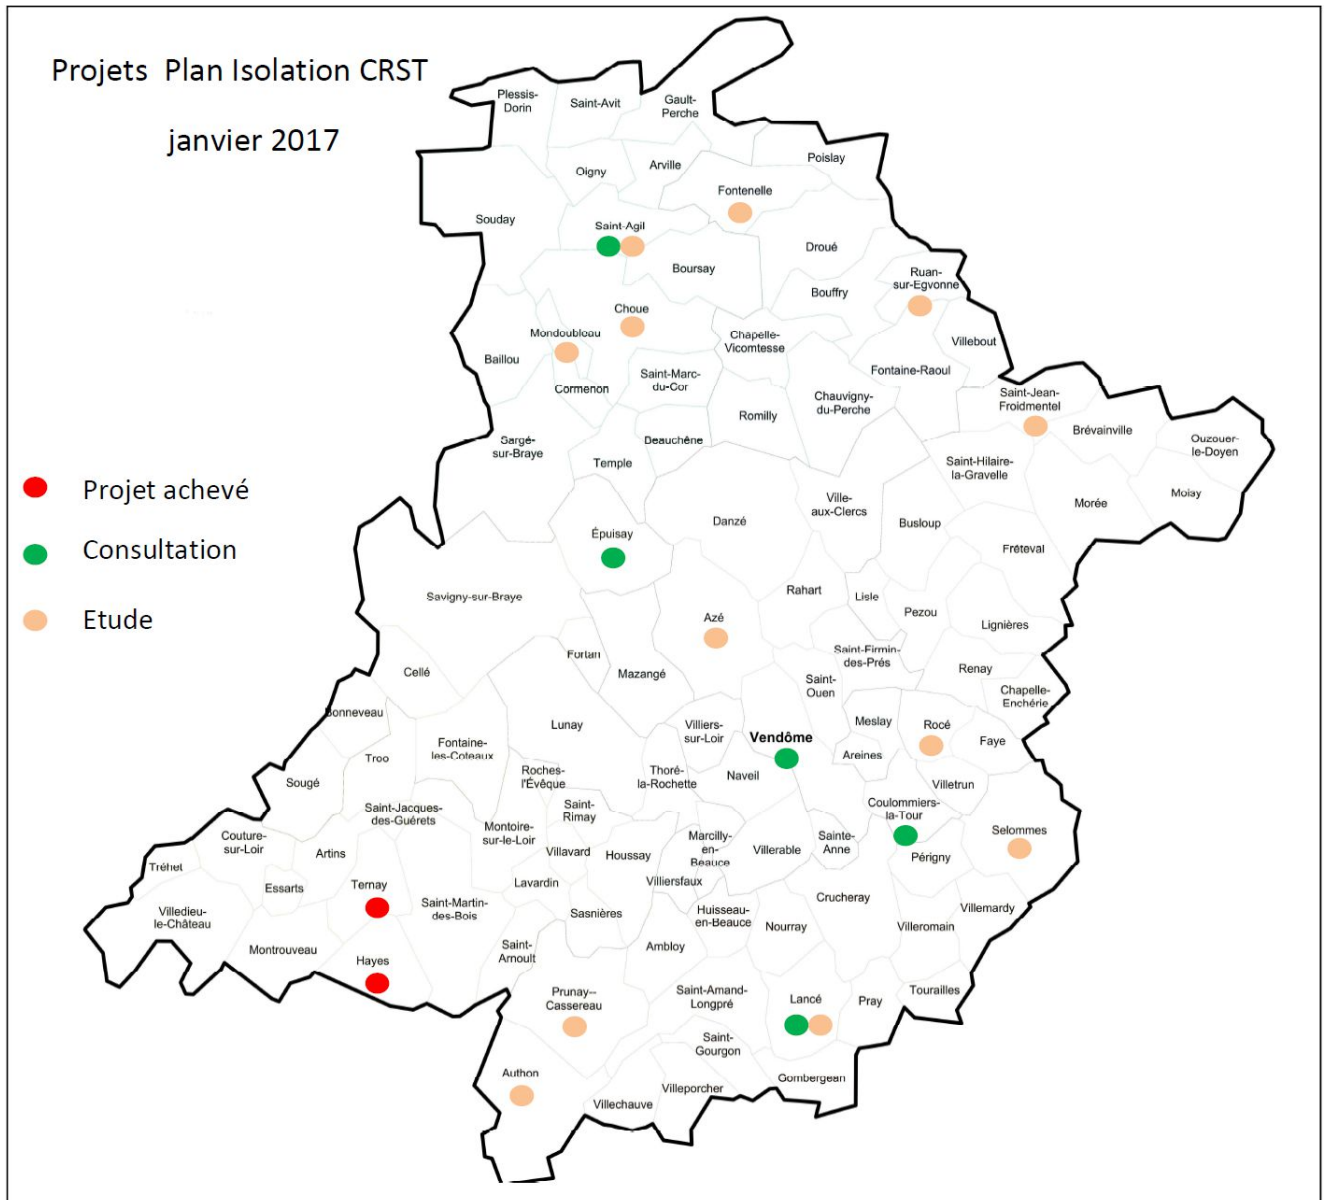 Projets Plan Isolation CRST
janvier 2017
Plessis-
Dorin
Saint-Avit
Gault-
Perche
Oigny
Arville
Poislay
Fontenelle
Souday
Saint-Agil
Droué
Boursay
Ruan-
sur-Egvonne
Bouffry
Choue
Mondoubleau
Chapelle-
Vicomtesse
Villebout
Baillou
Fontaine-Raoul
Saint-Marc-
du-Cor
Cormenon
Chauvigny-
du-Perche
Saint-Jean-
Froidmentel
Romilly
Brévainville
Sargé-
sur-Braye
Beauchêne
Ouzouer-
le-Doyen
Temple
Saint-Hilaire-
la-Gravelle
Projet achevé
Ville-
aux-Clercs
Morée
Moisy
Danzé
Busloup
Épuisay
Consultation
Fréteval
Savigny-sur-Braye
Rahart
Lisle
Pezou
Etude
Azé
Lignières
Fortan
Saint-Firmin-
des-Prés
Cellé
Mazangé
Renay
Saint-
Ouen
Chapelle-
Enchérie
Bonneveau
Lunay
Villiers-
sur-Loir
Meslay
Rocé
Vendôme
Faye
Troo
Fontaine-
les-Coteaux
Areines
Sougé
Roches-
l'Évêque
Thoré-
la-Rochette
Naveil
Villetrun
Saint-Jacques-
des-Guérets
Saint-
Rimay
Coulommiers-
la-Tour
Couture-
sur-Loir
Montoire-
sur-le-Loir
Marcilly-
en-
Beauce
Sainte-
Anne
Selommes
Artins
Villavard
Houssay
Villerable
Périgny
Tréhet
Essarts
Ternay
Lavardin
Villiersfaux
Saint-Martin-
des-Bois
Crucheray
Villedieu-
le-Château
Sasnières
Huisseau-
en-Beauce
Nourray
Villeromain
Villemardy
Montrouveau
Hayes
Saint-
Arnoult
Ambloy
Prunay--
Cassereau
Saint-Amand-
Longpré
Lancé
Pray
Tourailles
Saint-
Gourgon
Authon
Gombergean
Villeporcher
Villechauve